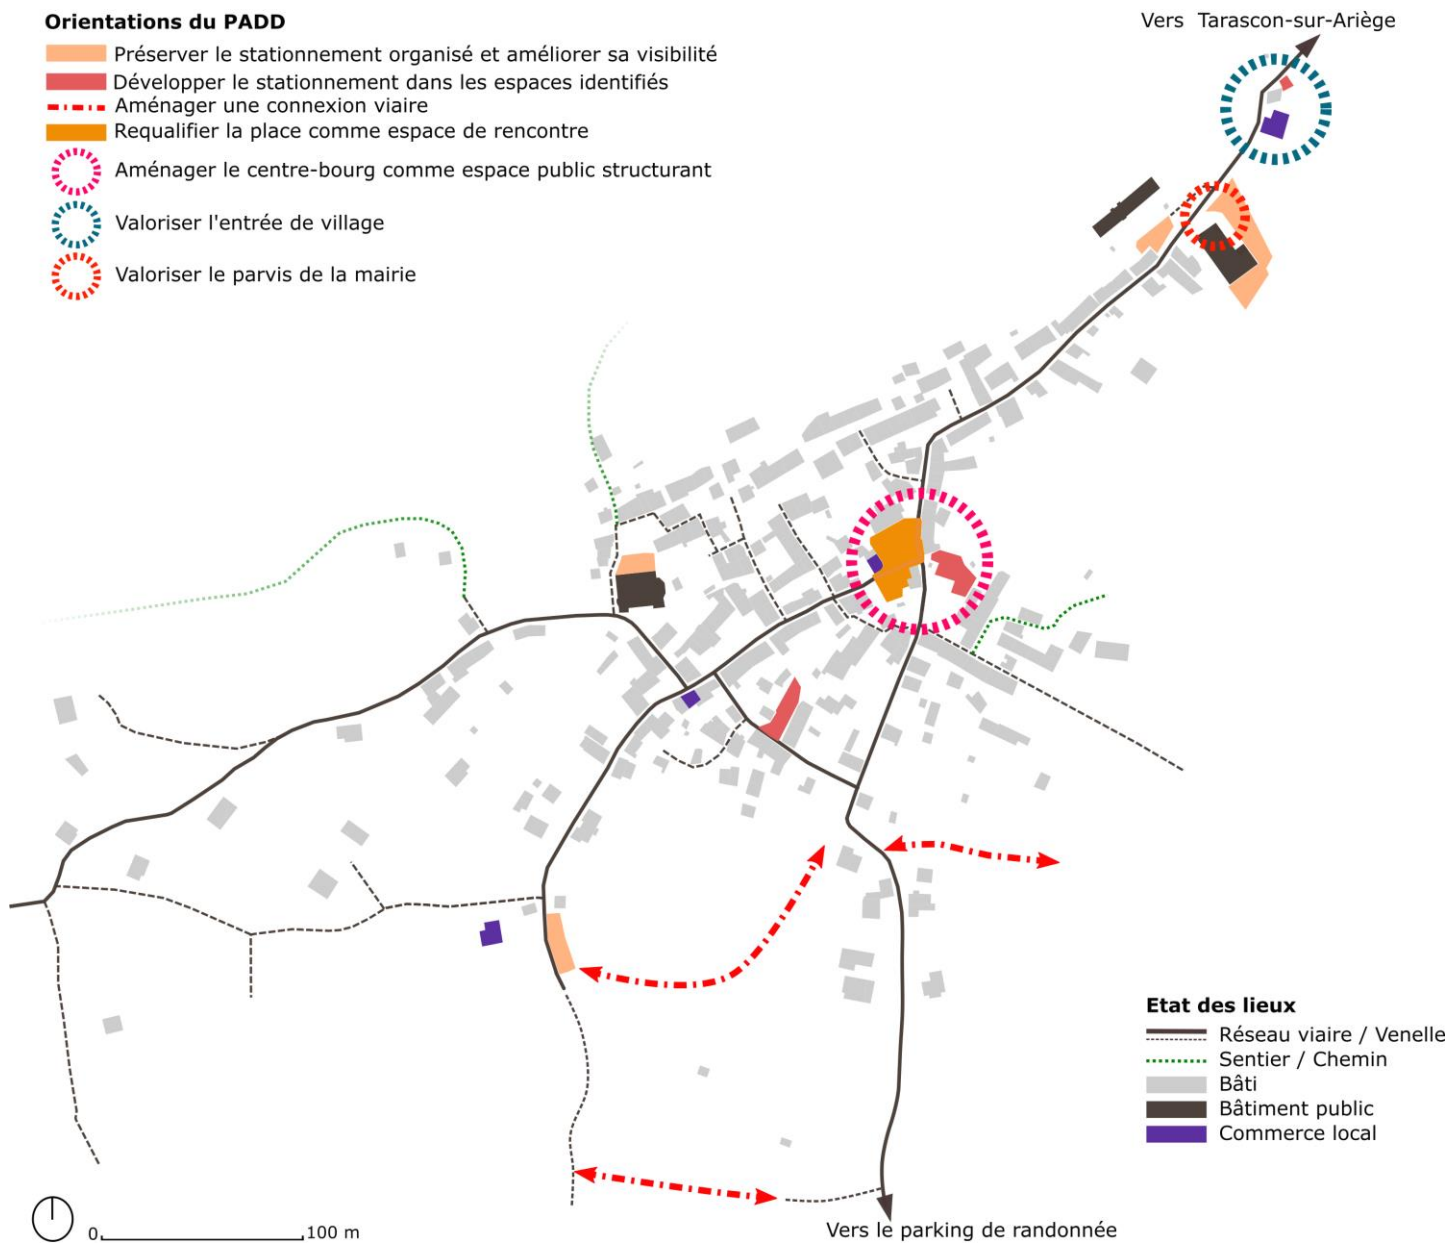 Orientations du PADD
Préserver le stationnement organisé et améliorer sa visibilité
Développer le stationnement dans les espaces identifiés
Aménager une connexion viaire
Requalifier la place comme espace de rencontre
Aménager le centre-bourg comme espace public structurant
Valoriser l'entrée de village
Valoriser le parvis de la mairie
Vers Tarascon-sur-Ariège
Etat des lieux
Réseau viaire / Venelle
Sentier / Chemin
Bâti
Bâtiment public
Commerce local
Vers le parking de randonnée
0 100 m